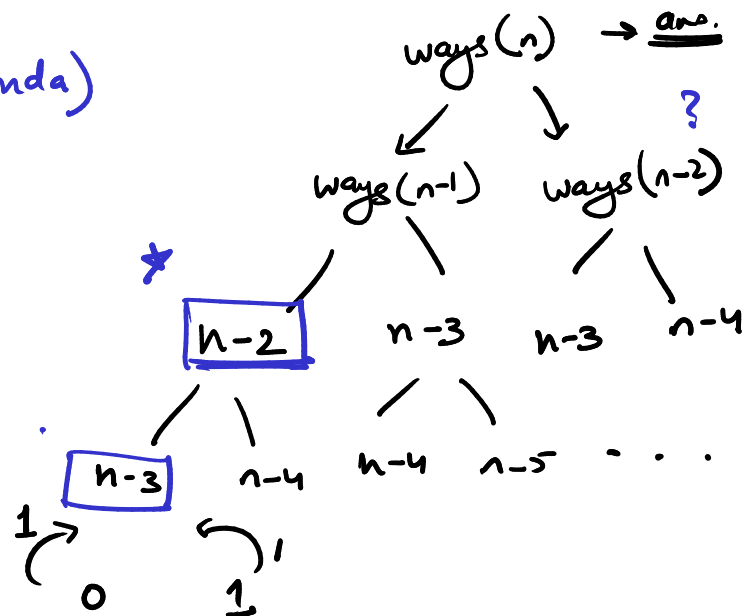 ways(n) → ans.
nda)
?
ways(n-1) ways(n-2)
*
n-2 n-3 n-3 n-4
n-3 n-4 n-4 n-5 . . .
1 1
0 1